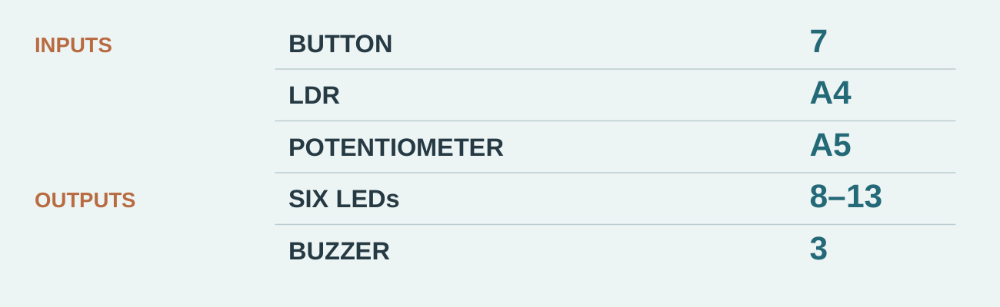 INPUTS BUTTON 7
LDR A4
POTENTIOMETER A5
OUTPUTS SIX LEDs 8–13
BUZZER 3